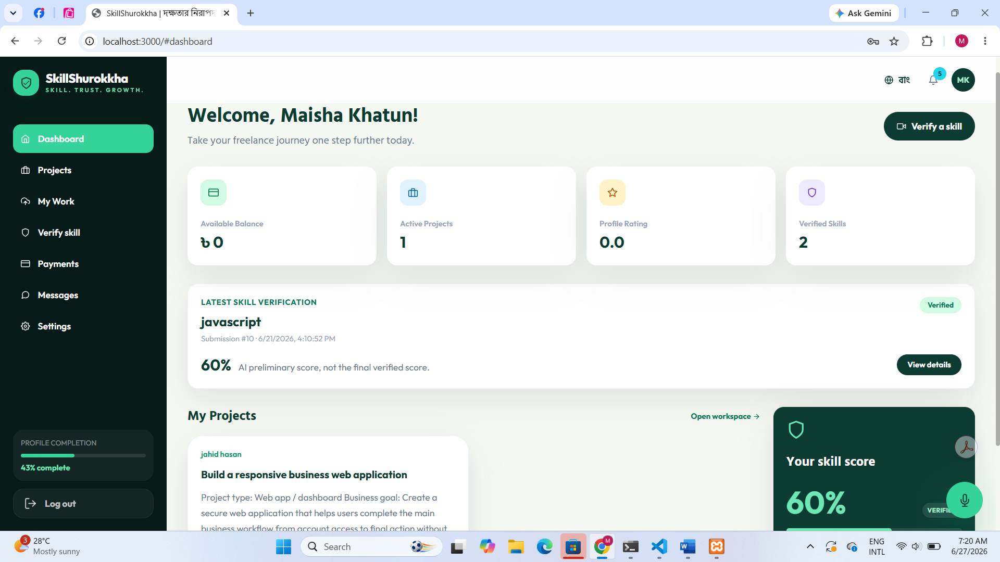 SkillShurokkha | দক্ষতার নিরাপদ
Ask Gemini
localhost:3000/#dashboard
M
SkillShurokkha
SKILL. TRUST. GROWTH.
বাং
5
MK
Dashboard
Projects
My Work
Verify skill
Payments
Messages
Settings
PROFILE COMPLETION
43% complete
Log out
Welcome, Maisha Khatun!
Take your freelance journey one step further today.
Verify a skill
Available Balance
৳ 0
Active Projects
1
Profile Rating
0.0
Verified Skills
2
LATEST SKILL VERIFICATION
Verified
javascript
Submission #10 · 6/21/2026, 4:10:52 PM
60% AI preliminary score, not the final verified score.
View details
My Projects
Open workspace →
jahid hasan
Build a responsive business web application
Project type: Web app / dashboard Business goal: Create a
secure web application that helps users complete the main
business workflow from account access to final action without
Your skill score
60%
3
28°C
Mostly sunny
Search
M
ENG
INTL
7:20 AM
6/27/2026